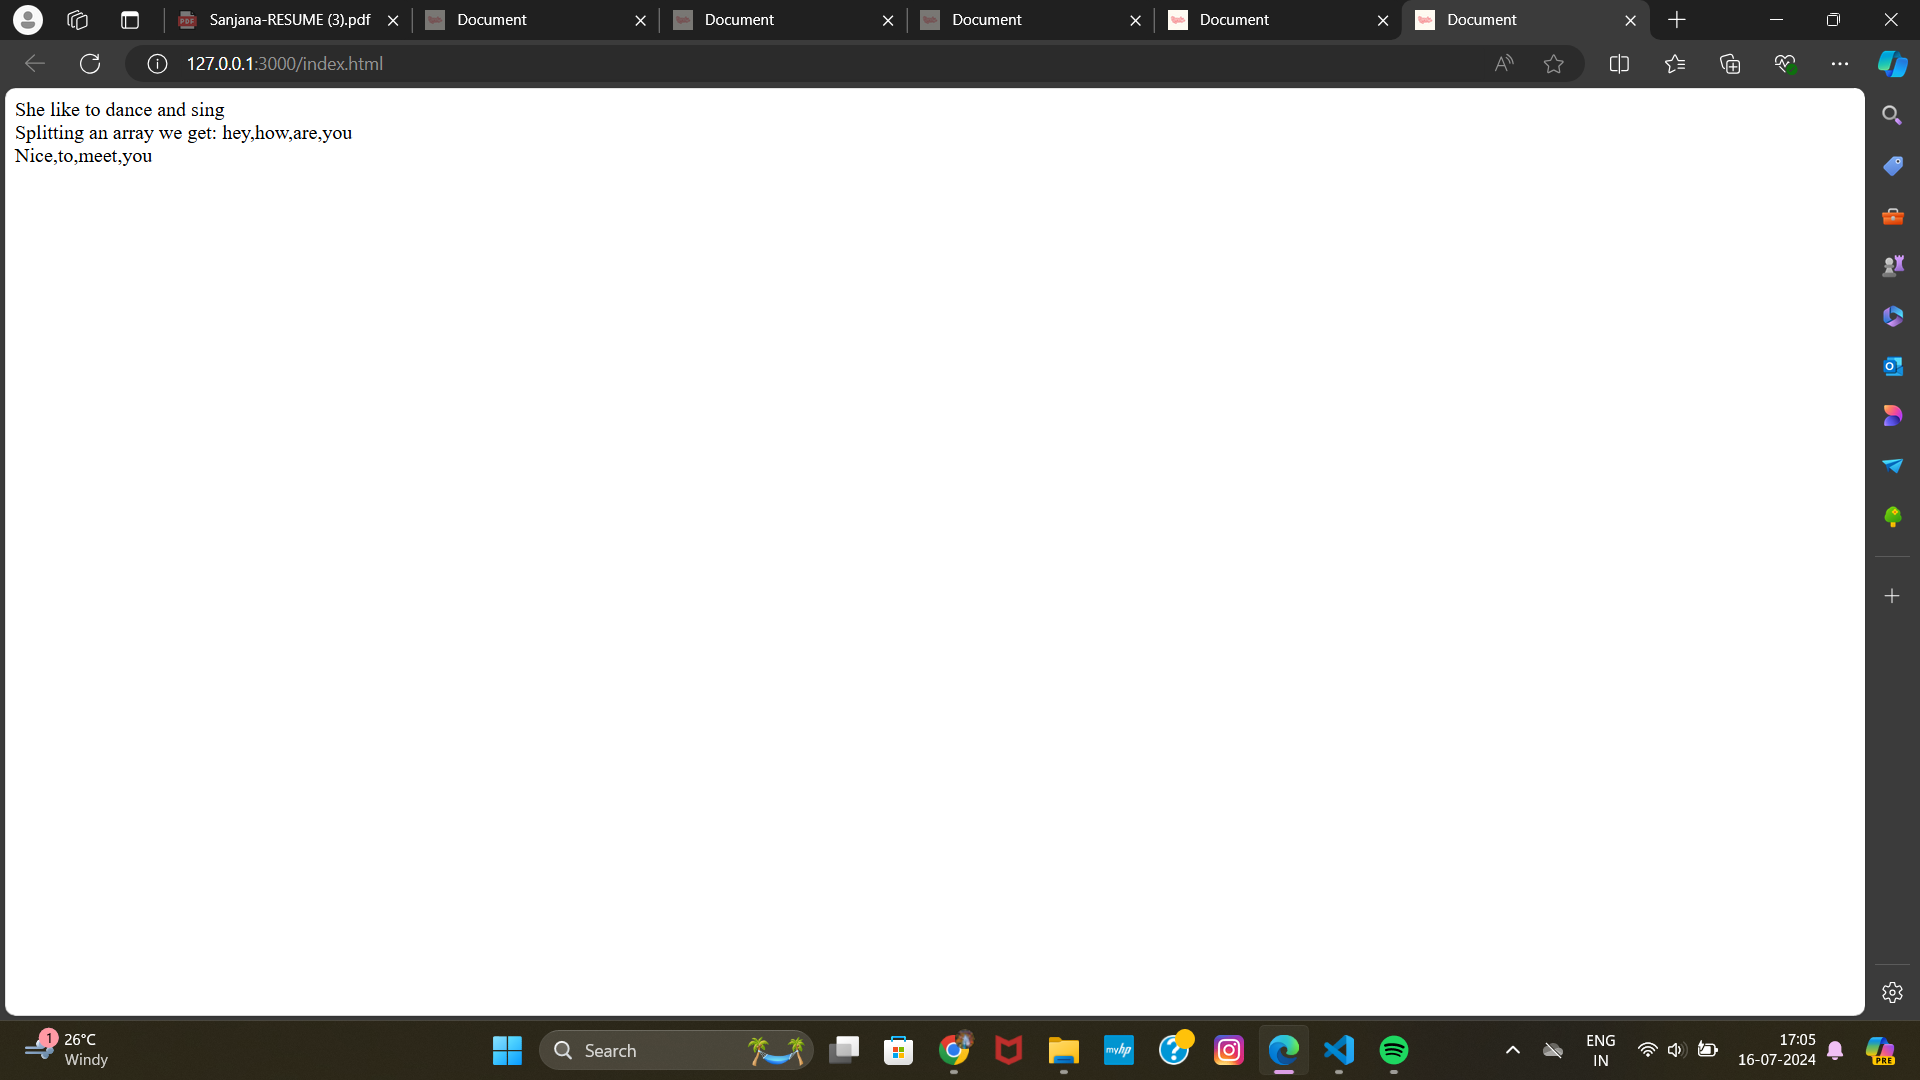 Sanjana-RESUME (3).pdf
Document
Document
Document
Document
Document
127.0.0.1:3000/index.html
She like to dance and sing
Splitting an array we get: hey,how,are,you
Nice,to,meet,you
1
26°C
Windy
Search
myhp
ENG
IN
17:05
16-07-2024
PRE